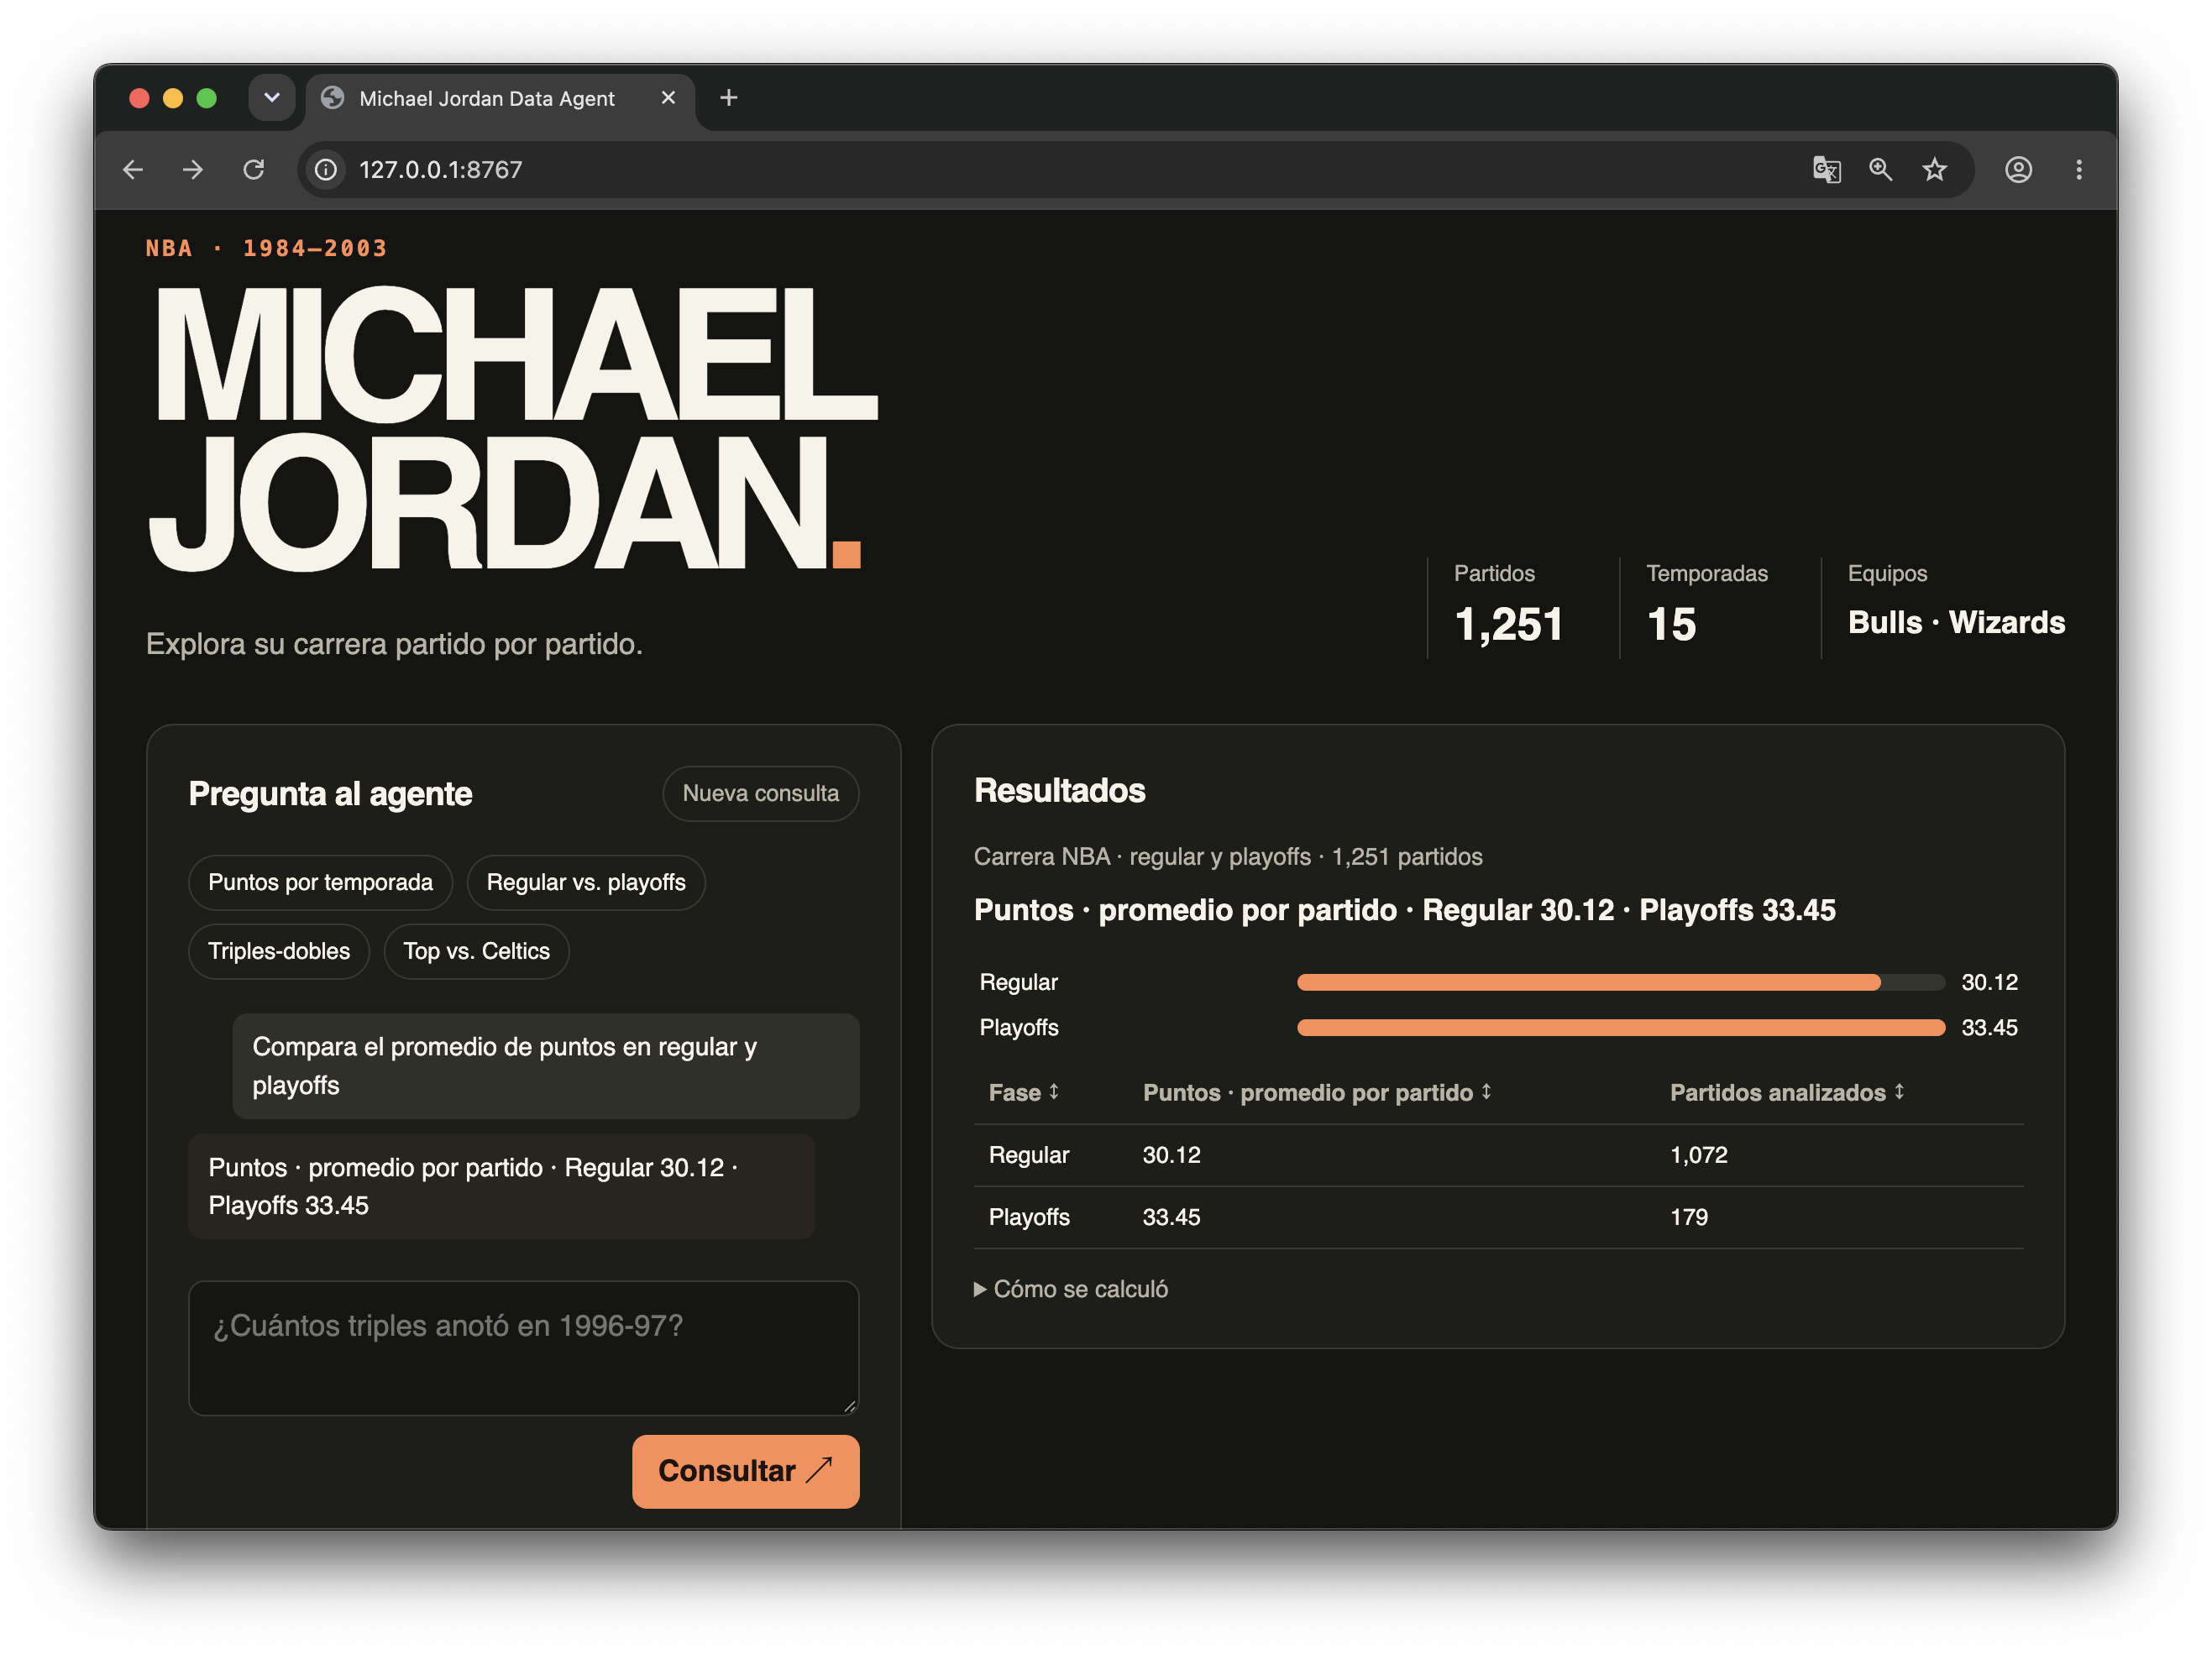 Michael Jordan Data Agent
127.0.0.1:8767
NBA · 1984—2003
MICHAEL
JORDAN.
Explora su carrera partido por partido.
Partidos
1,251
Temporadas
15
Equipos
Bulls · Wizards
Pregunta al agente
Nueva consulta
Puntos por temporada
Regular vs. playoffs
Triples-dobles
Top vs. Celtics
Compara el promedio de puntos en regular y
playoffs
Puntos · promedio por partido · Regular 30.12 ·
Playoffs 33.45
¿Cuántos triples anotó en 1996-97?
Consultar ↗
Resultados
Carrera NBA · regular y playoffs · 1,251 partidos
Puntos · promedio por partido · Regular 30.12 · Playoffs 33.45
Regular 30.12
Playoffs 33.45
Fase ↕ Puntos · promedio por partido ↕ Partidos analizados ↕
Regular 30.12 1,072
Playoffs 33.45 179
▶ Cómo se calculó